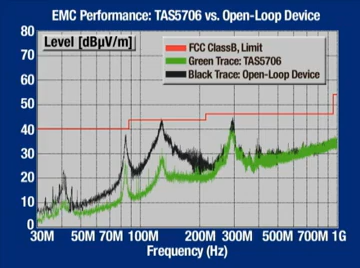 EMC Performance: TAS5706 vs. Open-Loop Device
Level [dBµV/m]
FCC ClassB, Limit
Green Trace: TAS5706
Black Trace: Open-Loop Device
80
70
60
50
40
30
20
10
0
30M 50M 70M 100M 200M 300M 500M 700M 1G
Frequency (Hz)